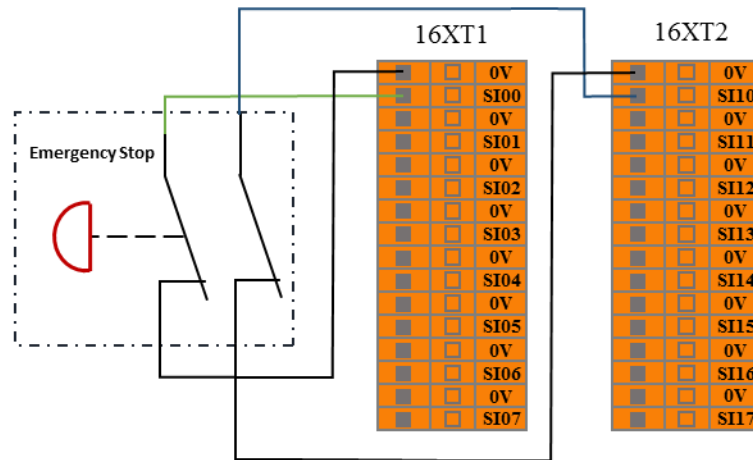 16XT1
16XT2
Emergency Stop
0V
SI00
0V
SI01
0V
SI02
0V
SI03
0V
SI04
0V
SI05
0V
SI06
0V
SI07
0V
SI10
0V
SI11
0V
SI12
0V
SI13
0V
SI14
0V
SI15
0V
SI16
0V
SI17